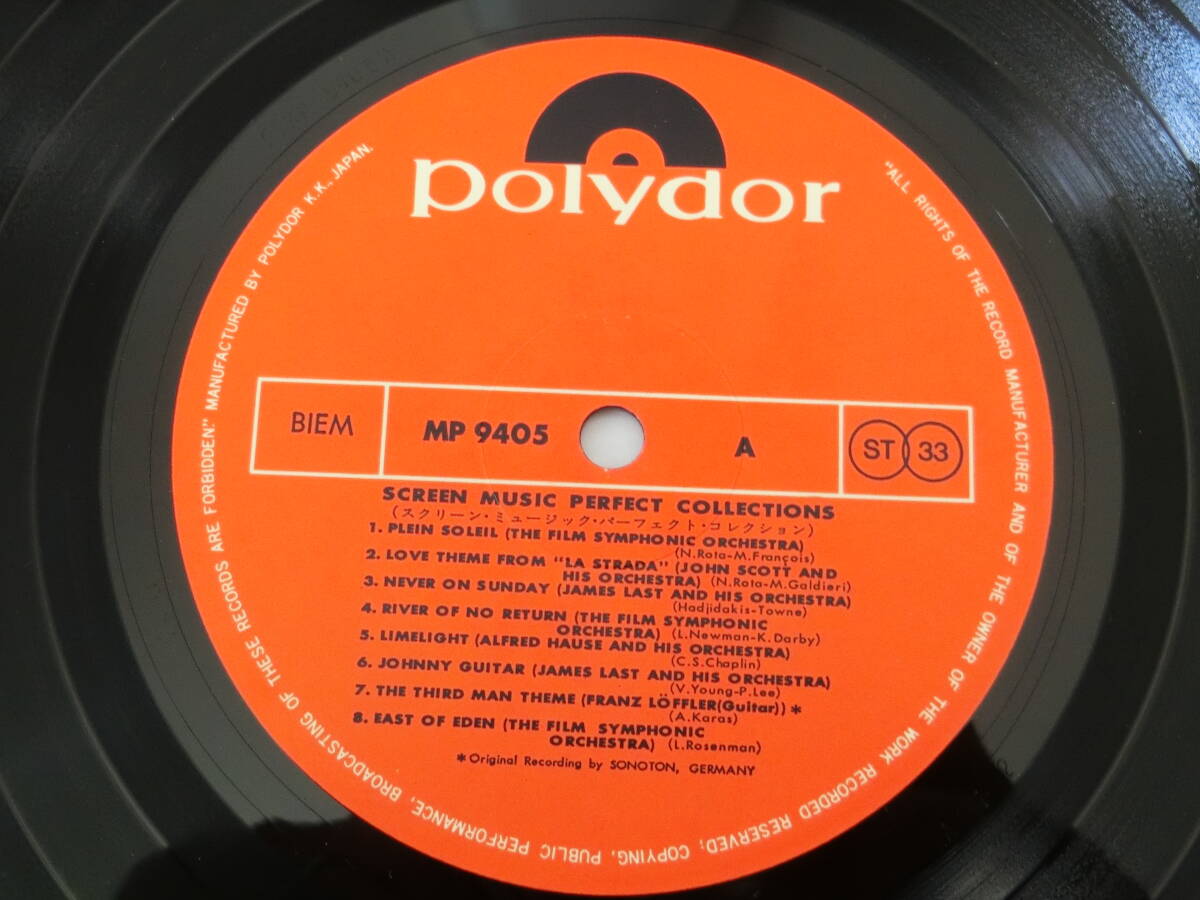 polydor
"ALL RIGHTS OF THE RECORD MANUFACTURER AND OF THE OWNER OF THE WORK RECORDED RESERVED; COPYING, PUBLIC PERFORMANCE, BROADCASTING OF THESE RECORDS ARE FORBIDDEN." MANUFACTURED BY POLYDOR K.K., JAPAN.
BIEM MP 9405 A ST 33
SCREEN MUSIC PERFECT COLLECTIONS
(スクリーン・ミュージック・パーフェクト・コレクション)
1. PLEIN SOLEIL (THE FILM SYMPHONIC ORCHESTRA)
(N.Rota-M.François)
2. LOVE THEME FROM "LA STRADA" (JOHN SCOTT AND
HIS ORCHESTRA) (N.Rota-M.Galdieri)
3. NEVER ON SUNDAY (JAMES LAST AND HIS ORCHESTRA)
(Hadjidakis-Towne)
4. RIVER OF NO RETURN (THE FILM SYMPHONIC
ORCHESTRA) (L.Newman-K.Darby)
5. LIMELIGHT (ALFRED HAUSE AND HIS ORCHESTRA)
(C.S.Chaplin)
6. JOHNNY GUITAR (JAMES LAST AND HIS ORCHESTRA)
(V.Young-P.Lee)
7. THE THIRD MAN THEME (FRANZ LÖFFLER(Guitar)) *
(A.Karas)
8. EAST OF EDEN (THE FILM SYMPHONIC
ORCHESTRA) (L.Rosenman)
* Original Recording by SONOTON, GERMANY